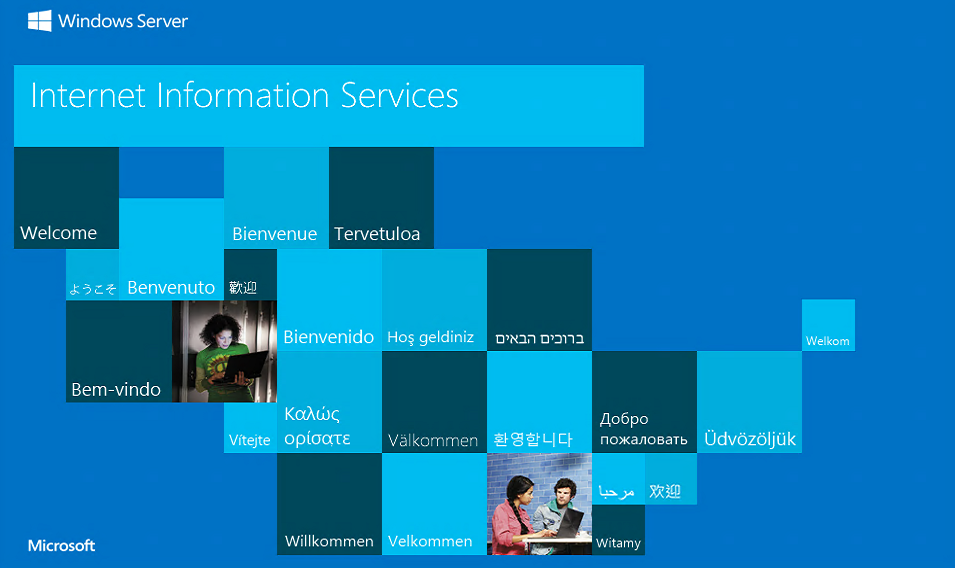 Windows Server
Internet Information Services
Welcome
Bienvenue
Tervetuloa
ようこそ
Benvenuto
歡迎
Bienvenido
Hoş geldiniz
ברוכים הבאים
Welkom
Bem-vindo
Vítejte
Καλώς
ορίσατε
Välkommen
환영합니다
Добро
пожаловать
Üdvözöljük
مرحبا
欢迎
Willkommen
Velkommen
Witamy
Microsoft